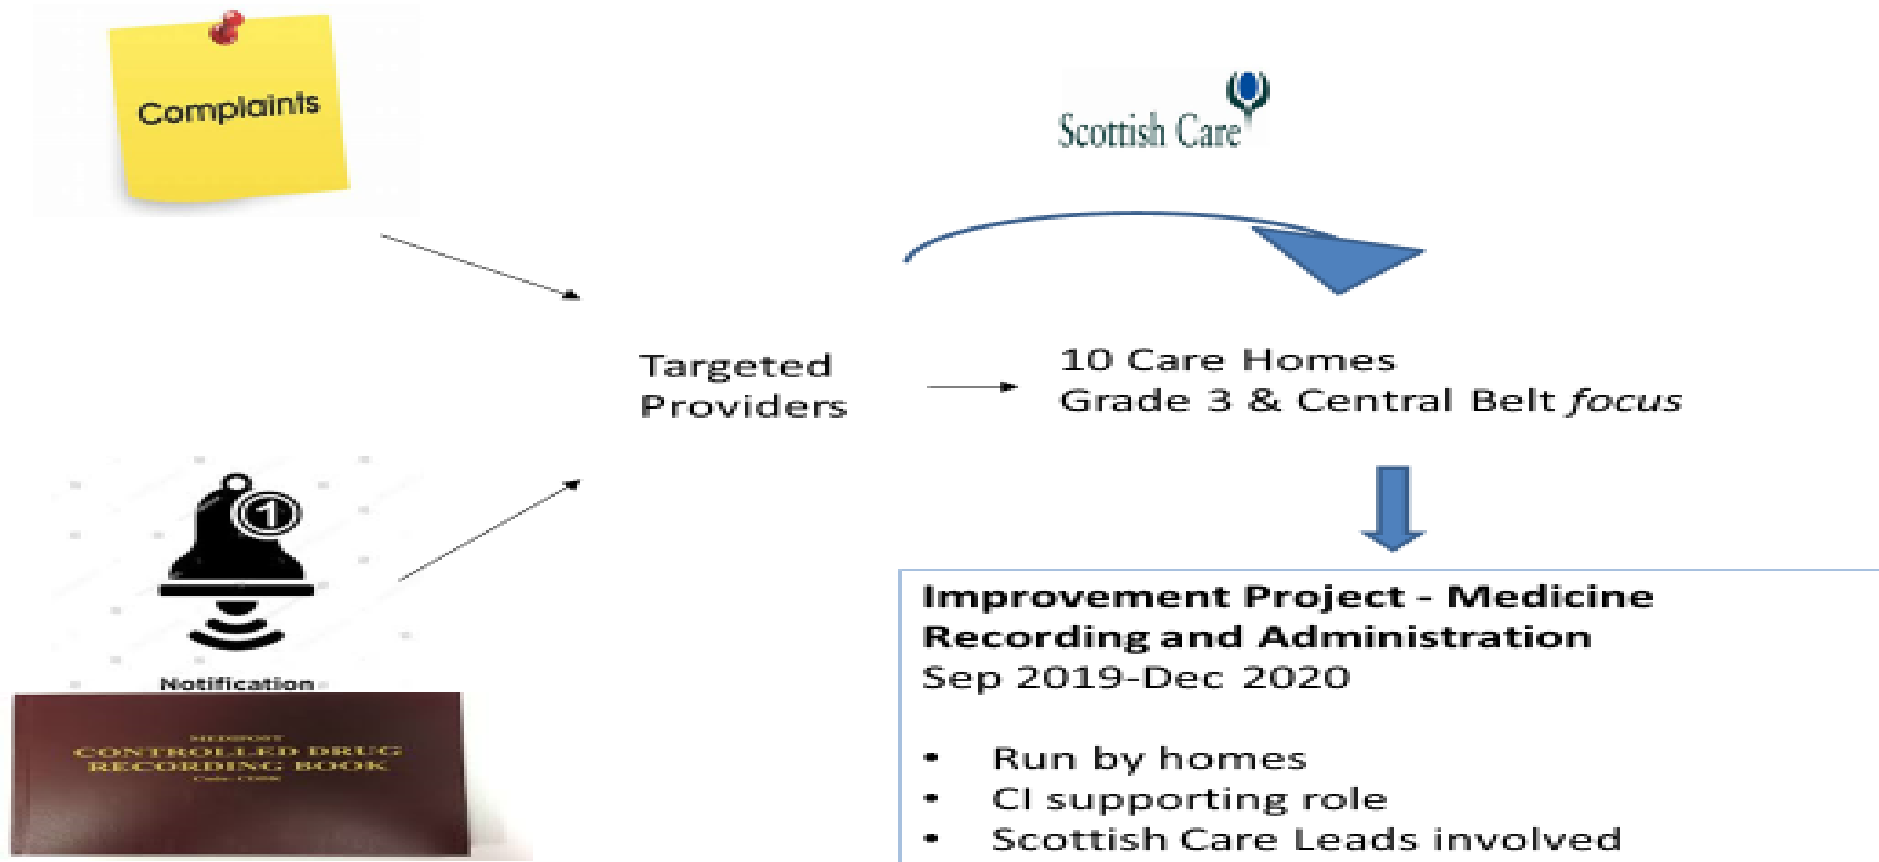 Complaints
Scottish Care
Targeted
Providers
10 Care Homes
Grade 3 & Central Belt focus
1
Notification
MEDIPOST
CONTROLLED DRUG
RECORDING BOOK
Improvement Project - Medicine
Recording and Administration
Sep 2019-Dec 2020
• Run by homes
• CI supporting role
• Scottish Care Leads involved